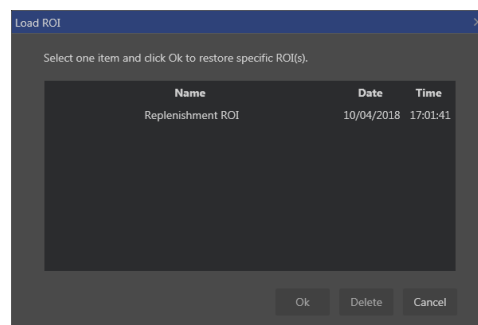 Load ROI
Select one item and click Ok to restore specific ROI(s).
Name Date Time
Replenishment ROI 10/04/2018 17:01:41
Ok Delete Cancel